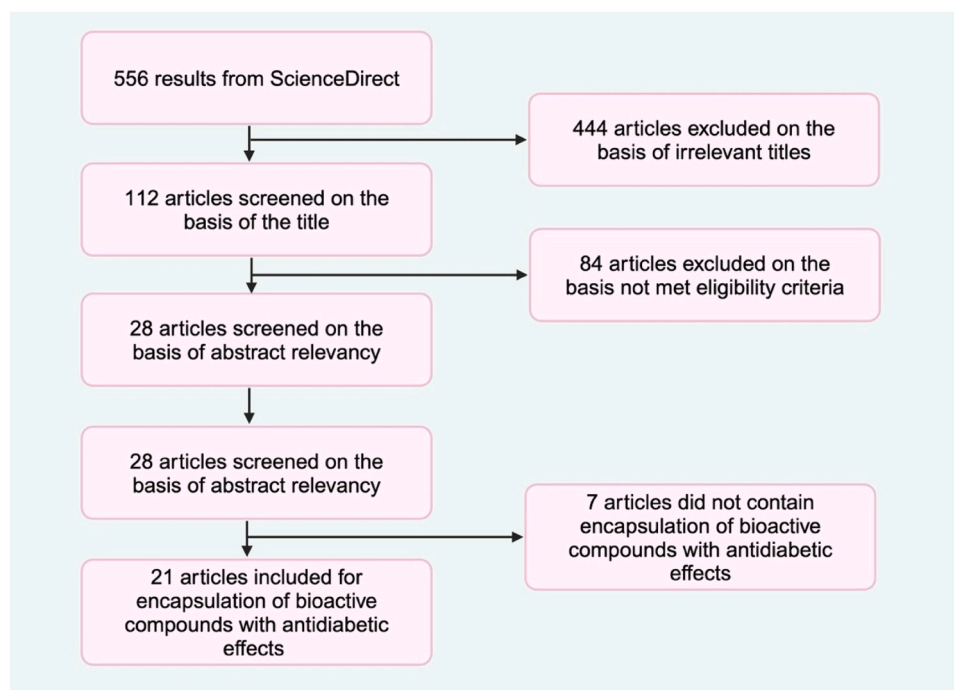 556 results from ScienceDirect
444 articles excluded on the
basis of irrelevant titles
112 articles screened on the
basis of the title
84 articles excluded on the
basis not met eligibility criteria
28 articles screened on the
basis of abstract relevancy
28 articles screened on the
basis of abstract relevancy
7 articles did not contain
encapsulation of bioactive
compounds with antidiabetic
effects
21 articles included for
encapsulation of bioactive
compounds with antidiabetic
effects